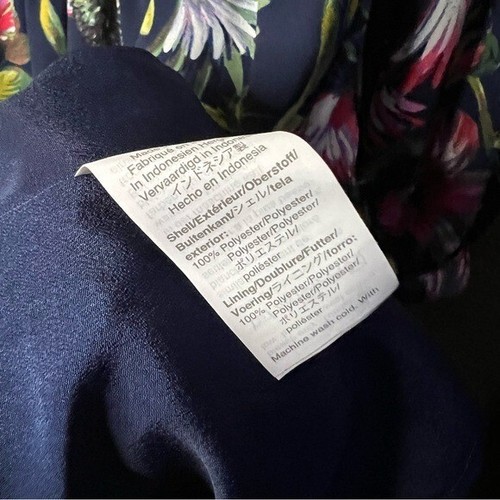 Fabriqué en
In Indonesien He
Vervaardigd in Indon
インドネシア製
Hecho en Indonesia
Shell/Extérieur/Oberstoff/
Buitenkant/シェル/tela
exterior:
100% Polyester/Polyester/
Polyester/Polyester/
ポリエステル/
poliéster
Lining/Doublure/Futter/
Voering/ライニング/forro:
100% Polyester/Polyester/
Polyester/Polyester/
ポリエステル/
poliéster
Machine wash cold. With